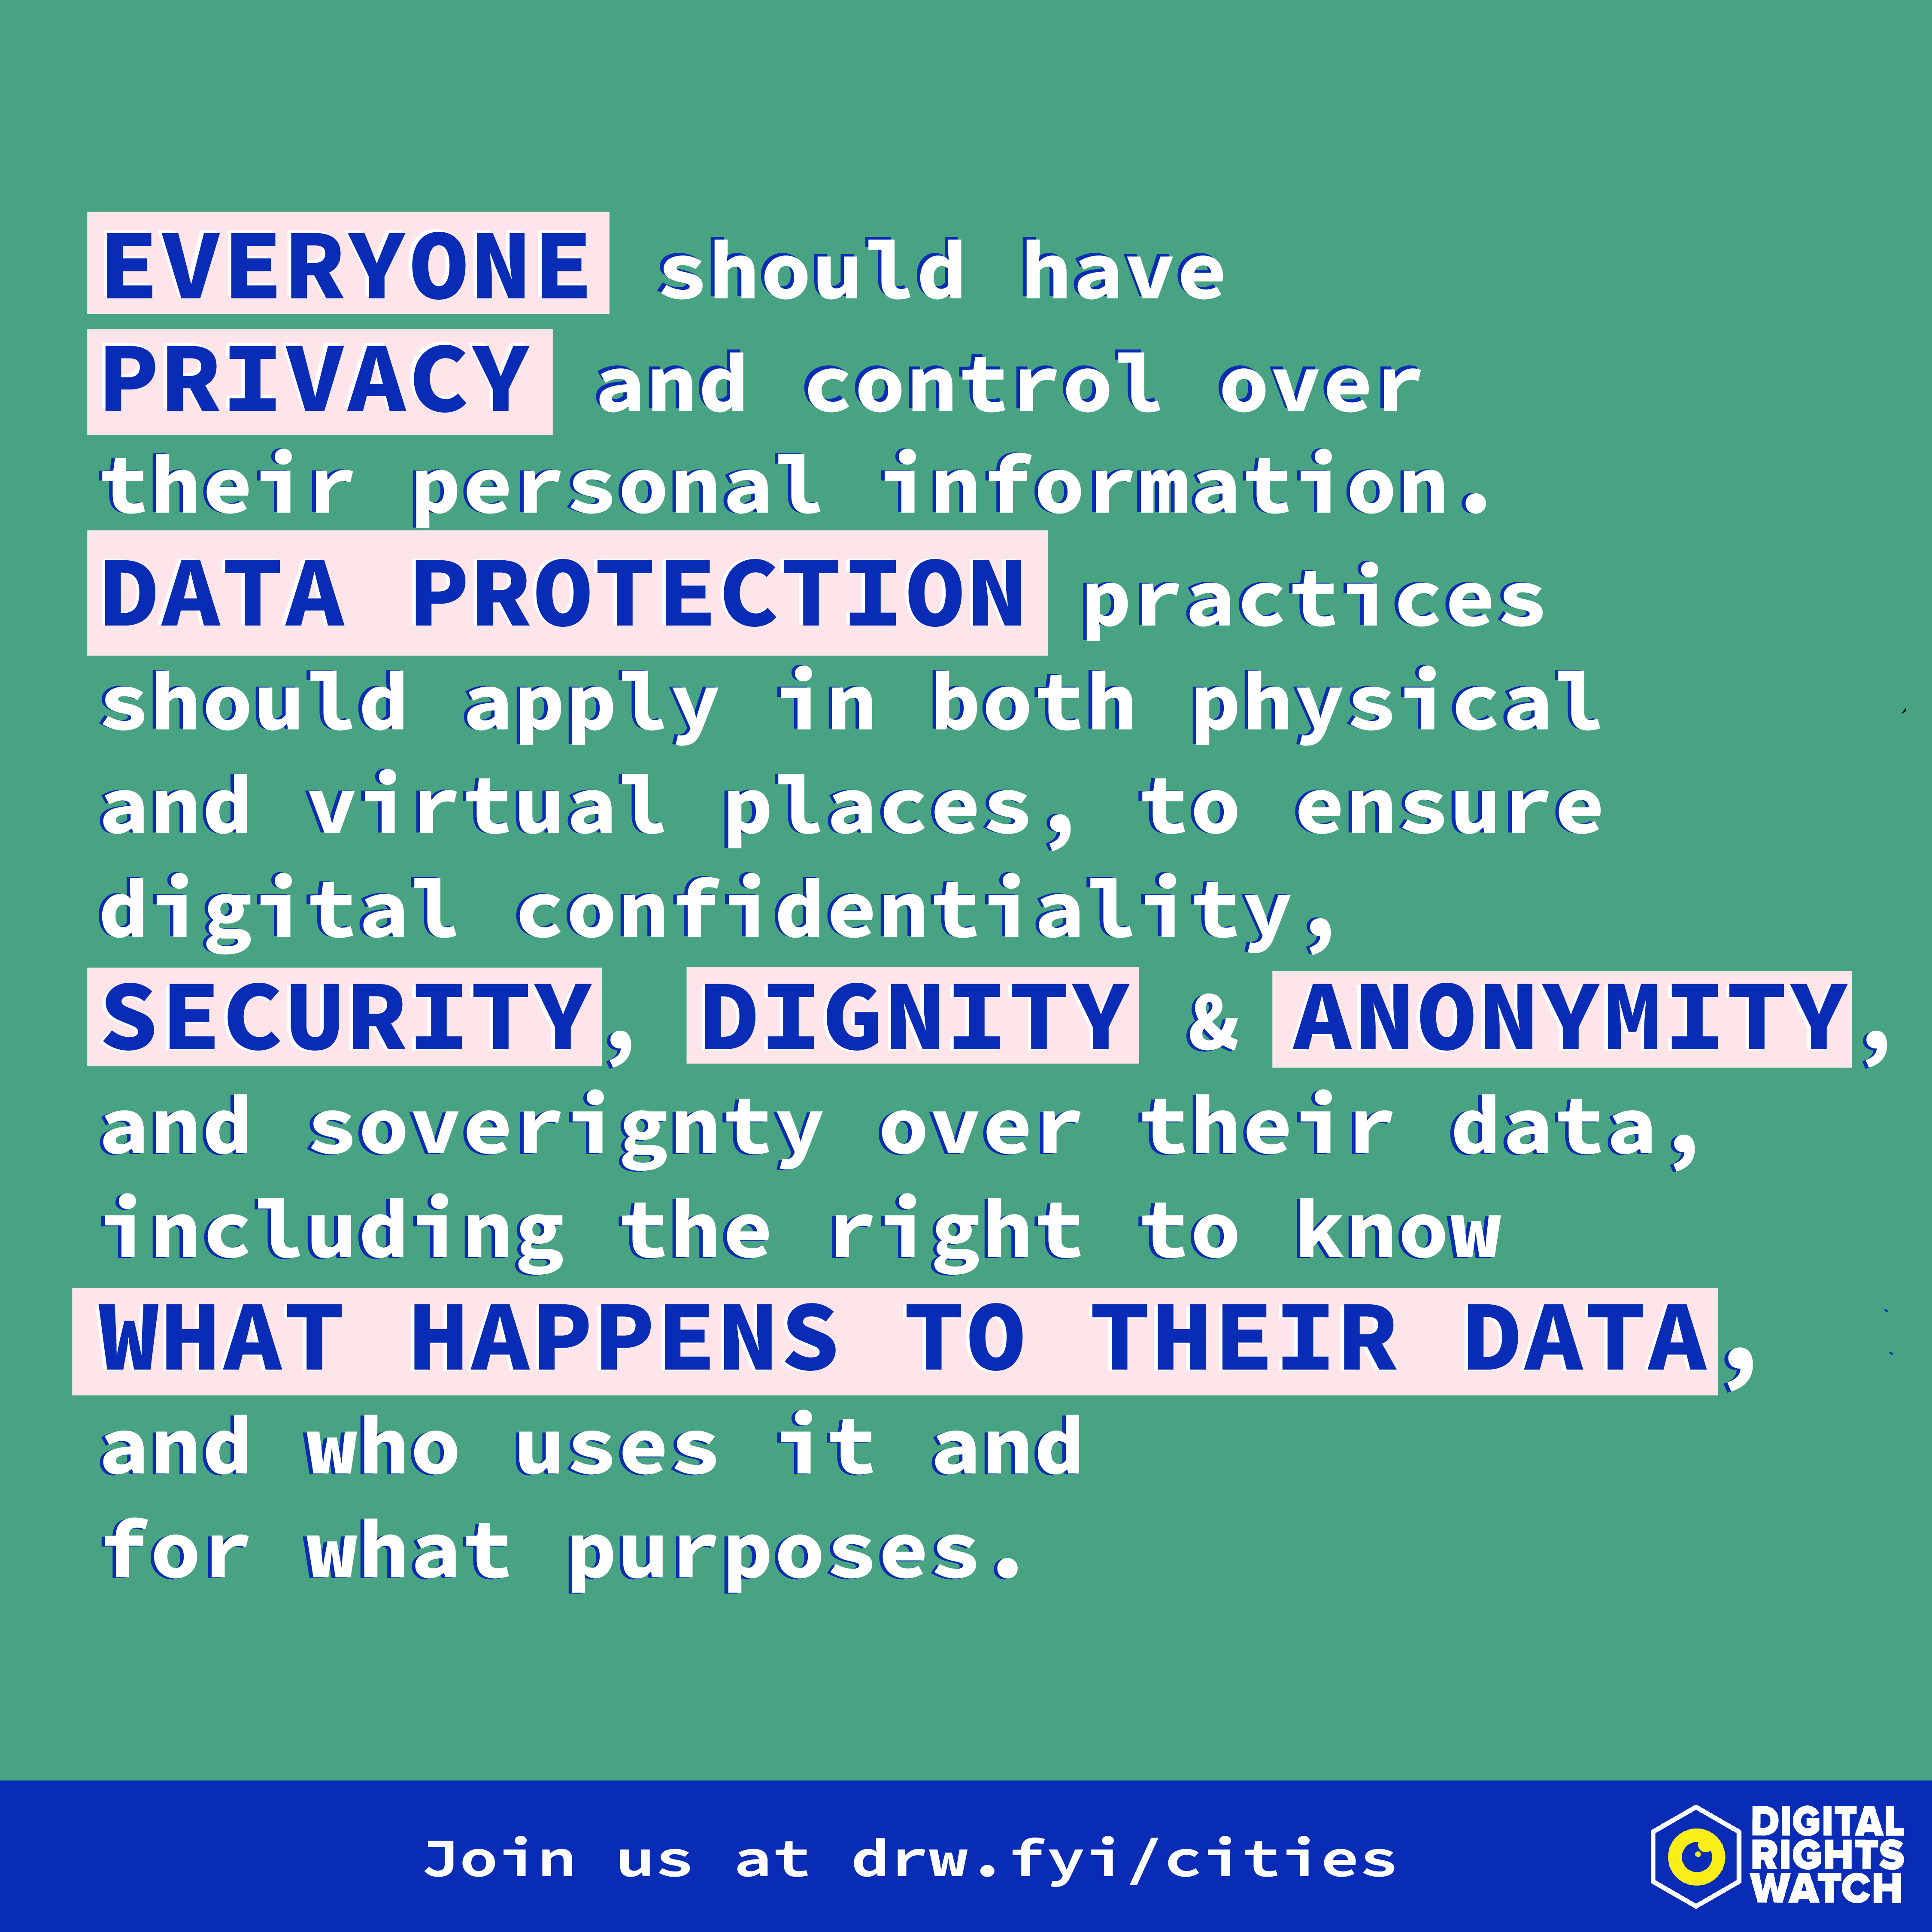 EVERYONE should have
PRIVACY and control over
their personal information.
DATA PROTECTION practices
should apply in both physical
and virtual places, to ensure
digital confidentiality,
SECURITY, DIGNITY & ANONYMITY,
and soverignty over their data,
including the right to know
WHAT HAPPENS TO THEIR DATA,
and who uses it and
for what purposes.
Join us at drw.fyi/cities
DIGITAL
RIGHTS
WATCH